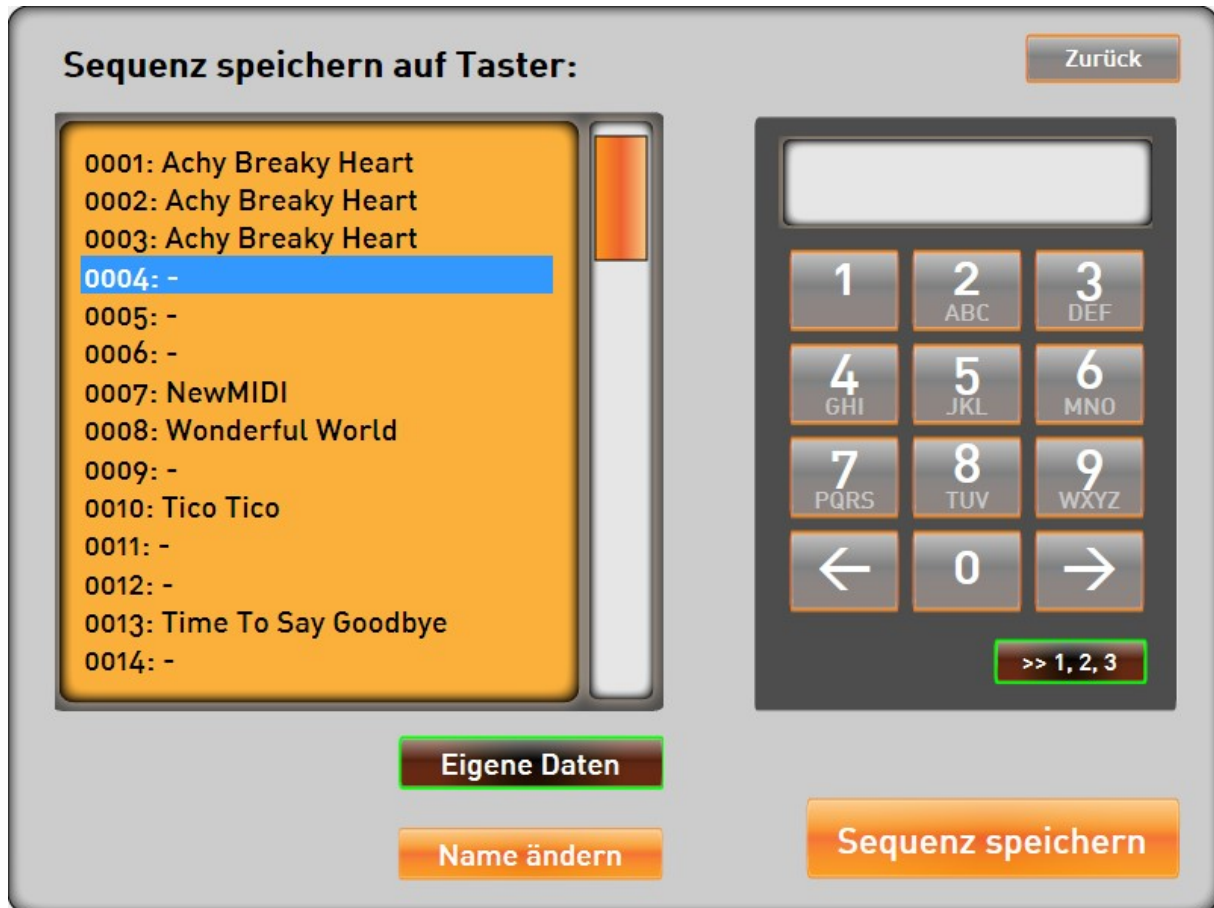 Sequenz speichern auf Taster:
Zurück
0001: Achy Breaky Heart
0002: Achy Breaky Heart
0003: Achy Breaky Heart
0004: -
0005: -
0006: -
0007: NewMIDI
0008: Wonderful World
0009: -
0010: Tico Tico
0011: -
0012: -
0013: Time To Say Goodbye
0014: -
1 2 3
ABC DEF
4 5 6
GHI JKL MNO
7 8 9
PQRS TUV WXYZ
← 0 →
>> 1, 2, 3
Eigene Daten
Name ändern
Sequenz speichern